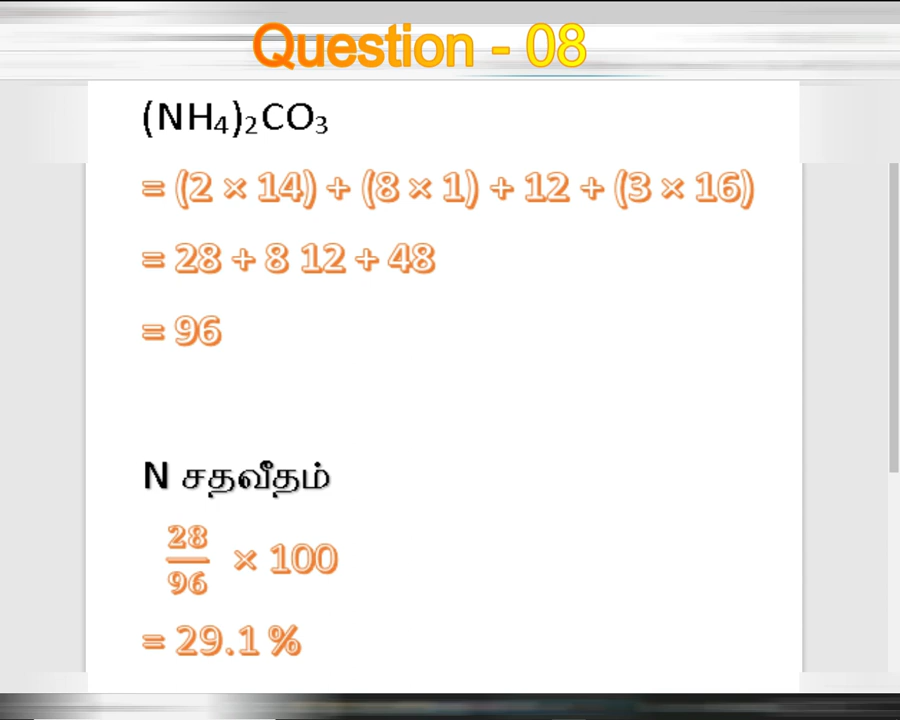 Question - 08
(NH₄)₂CO₃
= (2 × 14) + (8 × 1) + 12 + (3 × 16)
= 28 + 8 12 + 48
= 96
N சதவீதம்
28/96 × 100
= 29.1 %